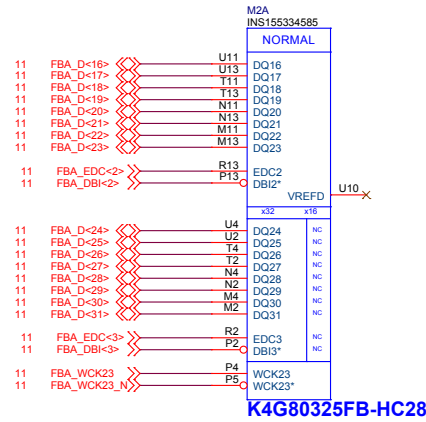 M2A
INS155334585
NORMAL
11 FBA_D<16> U11 DQ16
11 FBA_D<17> U13 DQ17
11 FBA_D<18> T11 DQ18
11 FBA_D<19> T13 DQ19
11 FBA_D<20> N11 DQ20
11 FBA_D<21> N13 DQ21
11 FBA_D<22> M11 DQ22
11 FBA_D<23> M13 DQ23
11 FBA_EDC<2> R13 EDC2
11 FBA_DBI<2> P13 DBI2*
VREFD U10
x32 x16
11 FBA_D<24> U4 DQ24 NC
11 FBA_D<25> U2 DQ25 NC
11 FBA_D<26> T4 DQ26 NC
11 FBA_D<27> T2 DQ27 NC
11 FBA_D<28> N4 DQ28 NC
11 FBA_D<29> N2 DQ29 NC
11 FBA_D<30> M4 DQ30 NC
11 FBA_D<31> M2 DQ31 NC
11 FBA_EDC<3> R2 EDC3 NC
11 FBA_DBI<3> P2 DBI3* NC
11 FBA_WCK23 P4 WCK23
11 FBA_WCK23_N P5 WCK23*
K4G80325FB-HC28